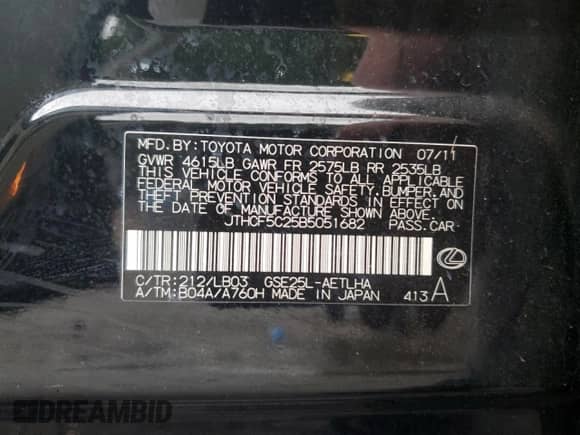 MFD.BY:TOYOTA MOTOR CORPORATION 07/11
GVWR 4615LB GAWR FR 2575LB RR 2535LB
THIS VEHICLE CONFORMS TO ALL APPLICABLE
FEDERAL MOTOR VEHICLE SAFETY,BUMPER,AND
THEFT PREVENTION STANDARDS IN EFFECT ON
THE DATE OF MANUFACTURE SHOWN ABOVE.
JTHCF5C25B5051682 PASS.CAR
C/TR:212/LB03 GSE25L-AETLHA
A/TM:B04A/A760H MADE IN JAPAN 413A
DREAMBID